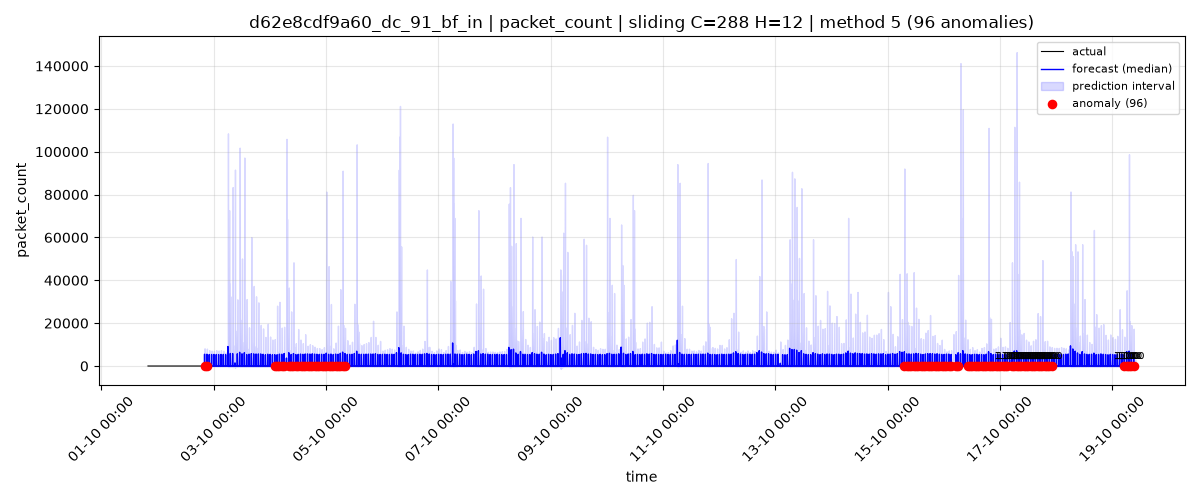 d62e8cdf9a60_dc_91_bf_in | packet_count | sliding C=288 H=12 | method 5 (96 anomalies)
actual
forecast (median)
prediction interval
anomaly (96)
packet_count
140000
120000
100000
80000
60000
40000
20000
0
01-10 00:00
03-10 00:00
05-10 00:00
07-10 00:00
09-10 00:00
11-10 00:00
13-10 00:00
15-10 00:00
17-10 00:00
19-10 00:00
time